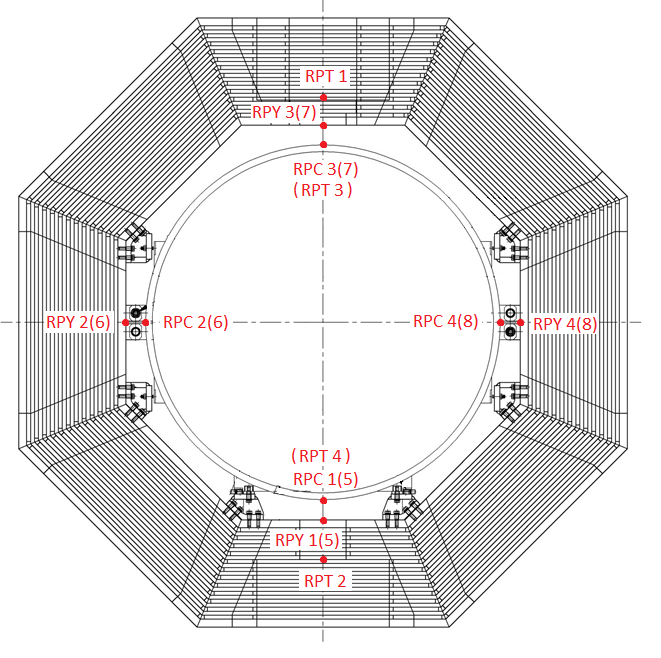 RPT 1
RPY 3(7)
RPC 3(7)
(RPT 3)
RPY 2(6)
RPC 2(6)
RPC 4(8)
RPY 4(8)
(RPT 4)
RPC 1(5)
RPY 1(5)
RPT 2